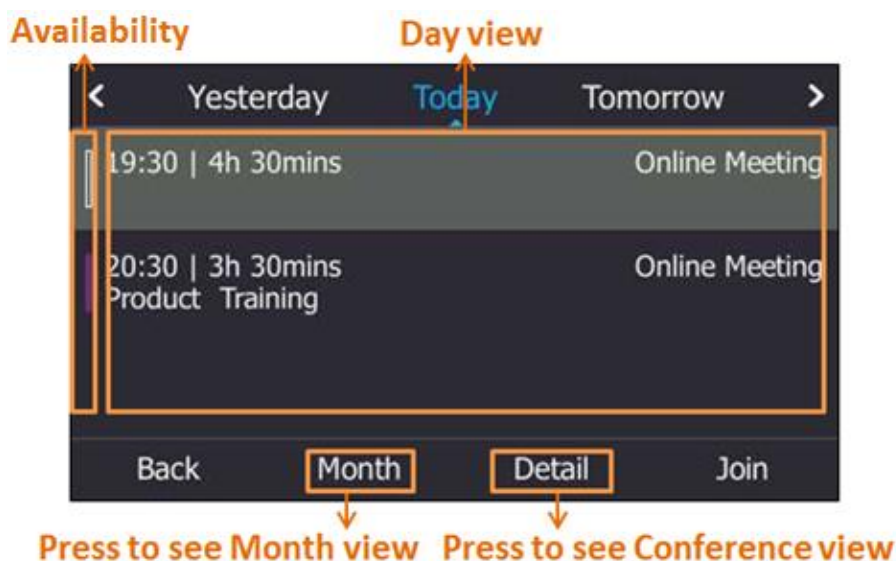 Availability Day view
< Yesterday Today Tomorrow >
19:30 | 4h 30mins Online Meeting
20:30 | 3h 30mins Online Meeting
Product Training
Back Month Detail Join
Press to see Month view Press to see Conference view